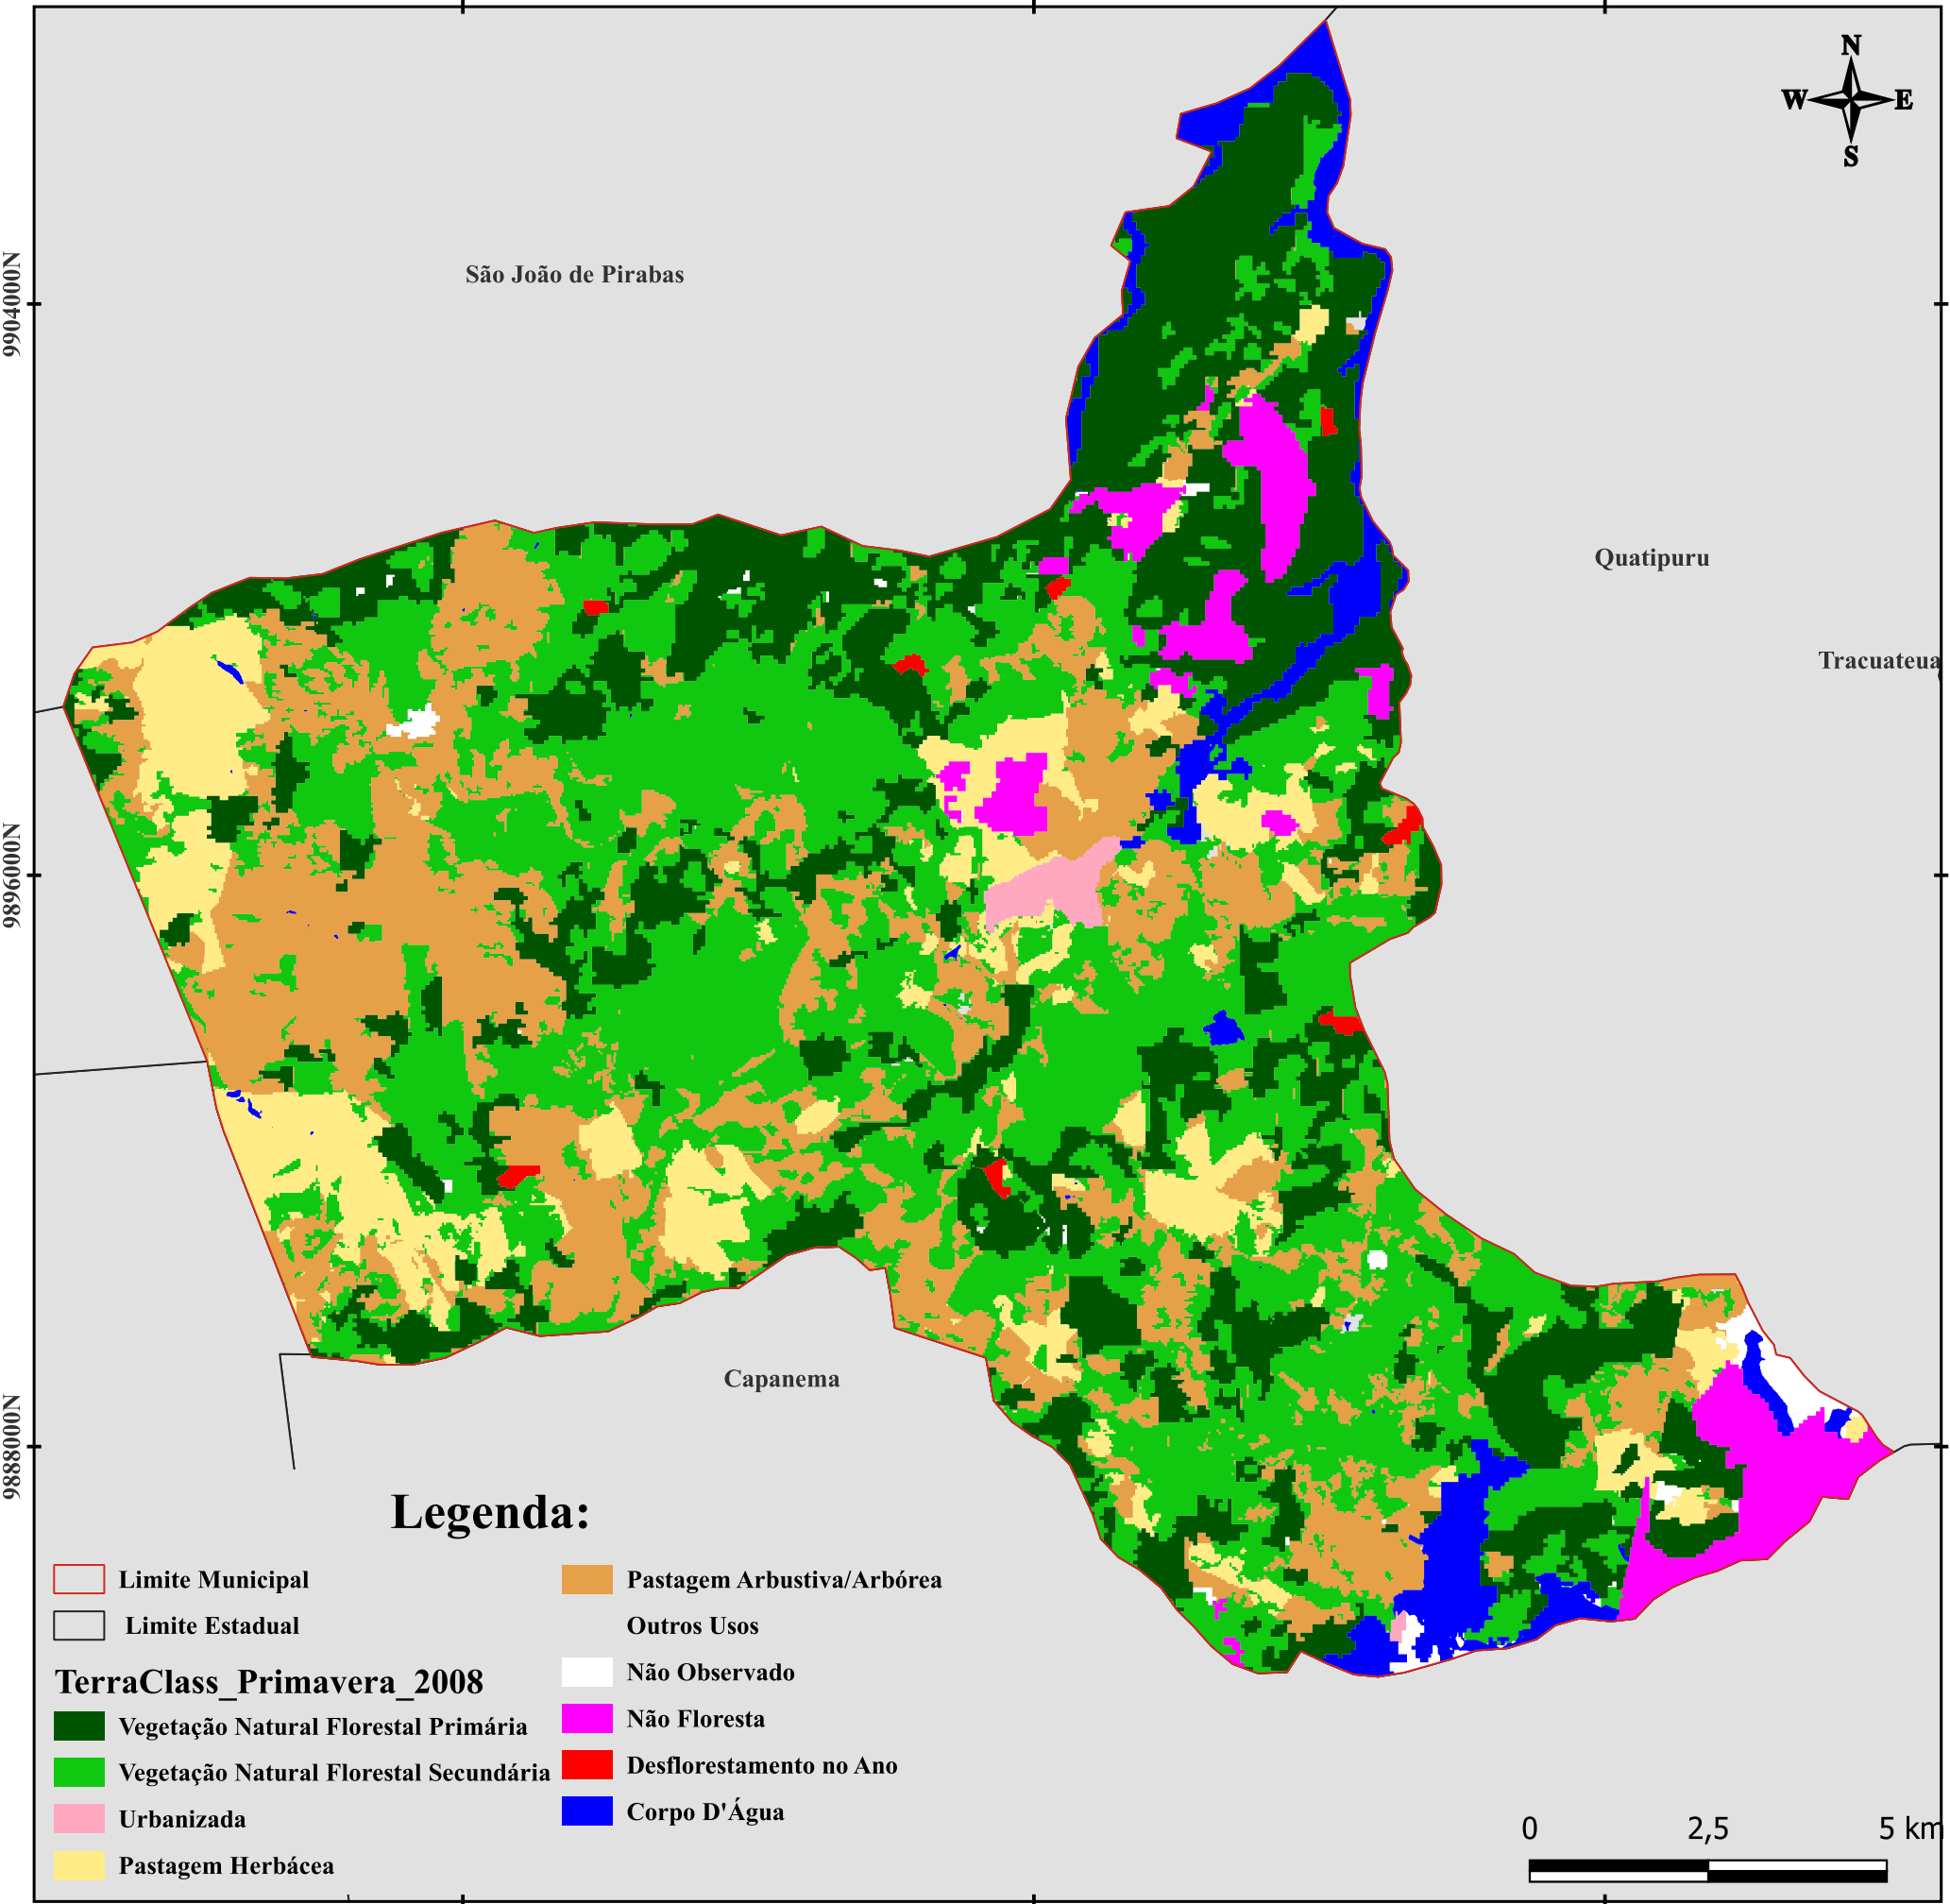 N
W E
S
9904000N
São João de Pirabas
Quatipuru
Tracuateua
9896000N
Capanema
9888000N
Legenda:
Limite Municipal
Limite Estadual
TerraClass_Primavera_2008
Vegetação Natural Florestal Primária
Vegetação Natural Florestal Secundária
Urbanizada
Pastagem Herbácea
Pastagem Arbustiva/Arbórea
Outros Usos
Não Observado
Não Floresta
Desflorestamento no Ano
Corpo D'Água
0 2,5 5 km